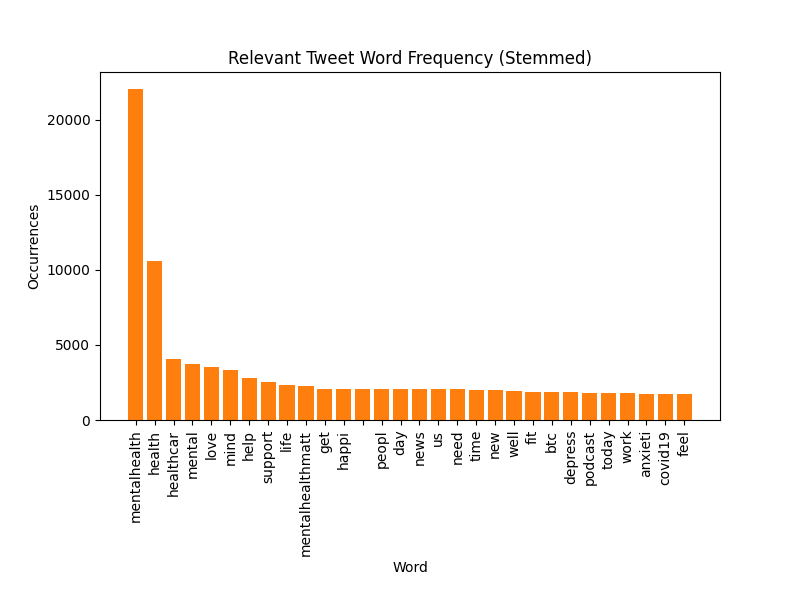 Relevant Tweet Word Frequency (Stemmed)
Occurrences
20000
15000
10000
5000
0
mentalhealth
health
healthcar
mental
love
mind
help
support
life
mentalhealthmatt
get
happi
peopl
day
news
us
need
time
new
well
fit
btc
depress
podcast
today
work
anxieti
covid19
feel
Word